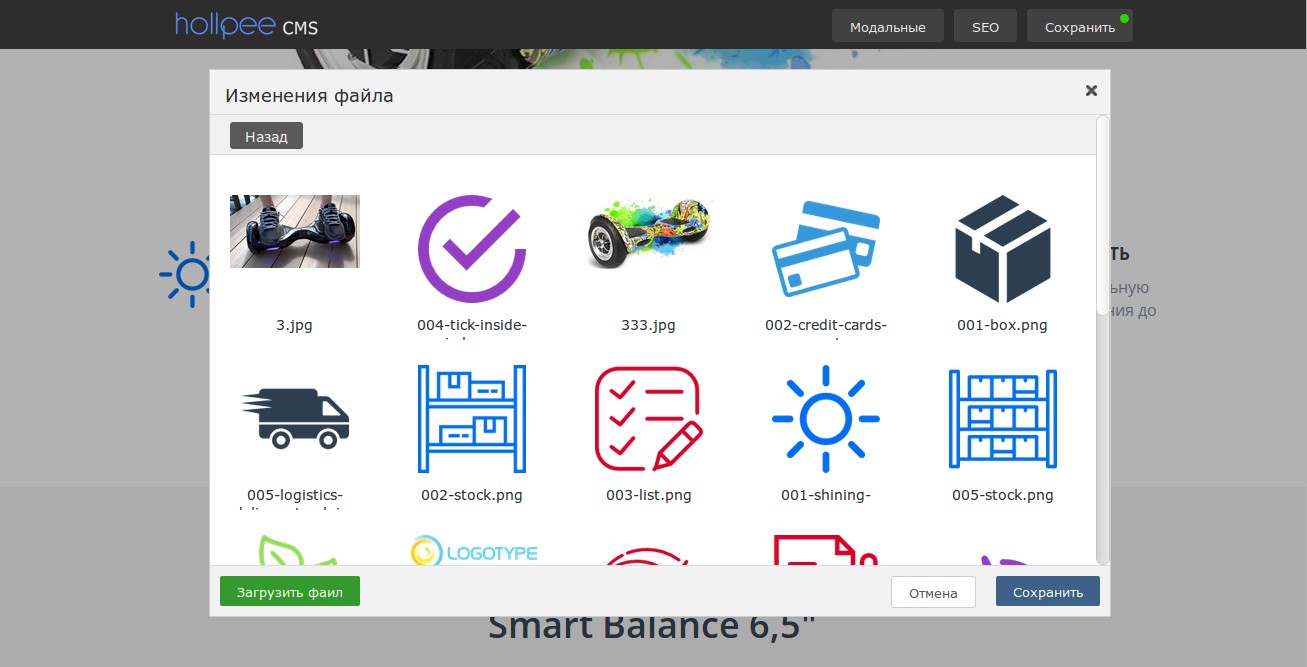 hollpee CMS
Модальные
SEO
Сохранить
Изменения файла
Назад
ТЬ
ьную
ния до
3.jpg
004-tick-inside-
333.jpg
002-credit-cards-
001-box.png
005-logistics-
002-stock.png
003-list.png
001-shining-
005-stock.png
LOGOTYPE
Загрузить фаил
Отмена
Сохранить
Smart Balance 6,5"